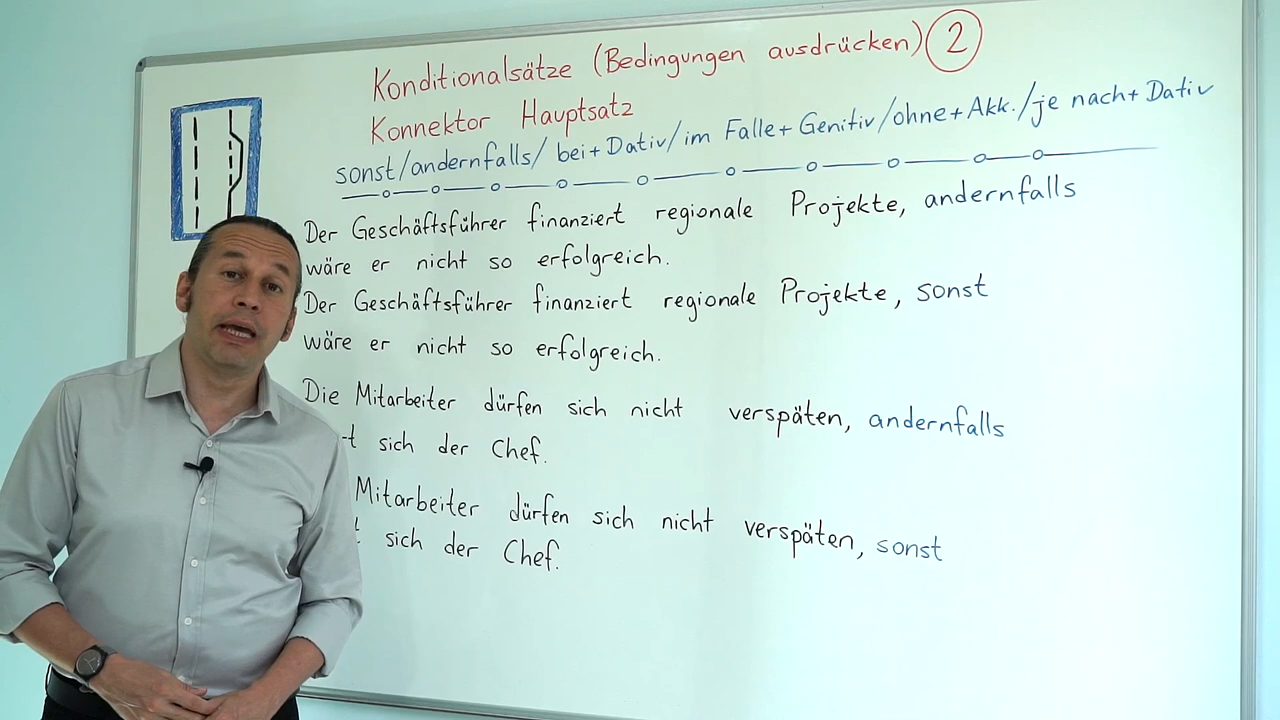 Konditionalsätze (Bedingungen ausdrücken) 2
Konnektor Hauptsatz
sonst/andernfalls/ bei+Dativ/im Falle+Genitiv/ohne+Akk./je nach+Dativ
Der Geschäftsführer finanziert regionale Projekte, andernfalls
wäre er nicht so erfolgreich.
Der Geschäftsführer finanziert regionale Projekte, sonst
wäre er nicht so erfolgreich.
Die Mitarbeiter dürfen sich nicht verspäten, andernfalls
sich der Chef.
Mitarbeiter dürfen sich nicht verspäten, sonst
sich der Chef.